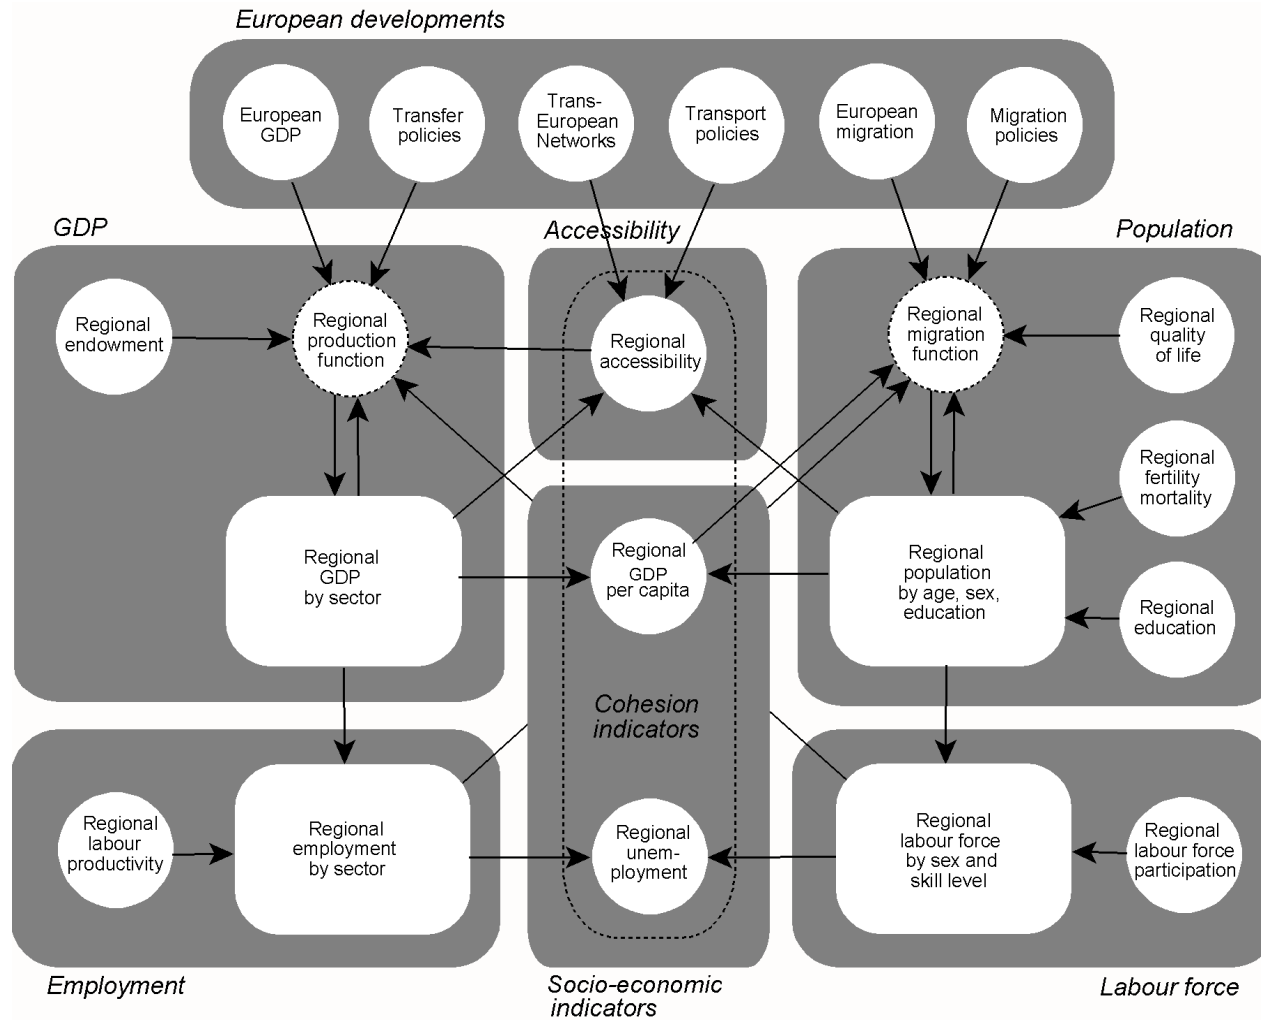 European developments
European
GDP
Transfer
policies
Trans-
European
Networks
Transport
policies
European
migration
Migration
policies
GDP
Accessibility
Population
Regional
endowment
Regional
production
function
Regional
accessibility
Regional
migration
function
Regional
quality
of life
Regional
fertility
mortality
Regional
GDP
by sector
Regional
GDP
per capita
Regional
population
by age, sex,
education
Regional
education
Cohesion
indicators
Regional
labour
productivity
Regional
employment
by sector
Regional
unem-
ployment
Regional
labour force
by sex and
skill level
Regional
labour force
participation
Employment
Socio-economic
indicators
Labour force